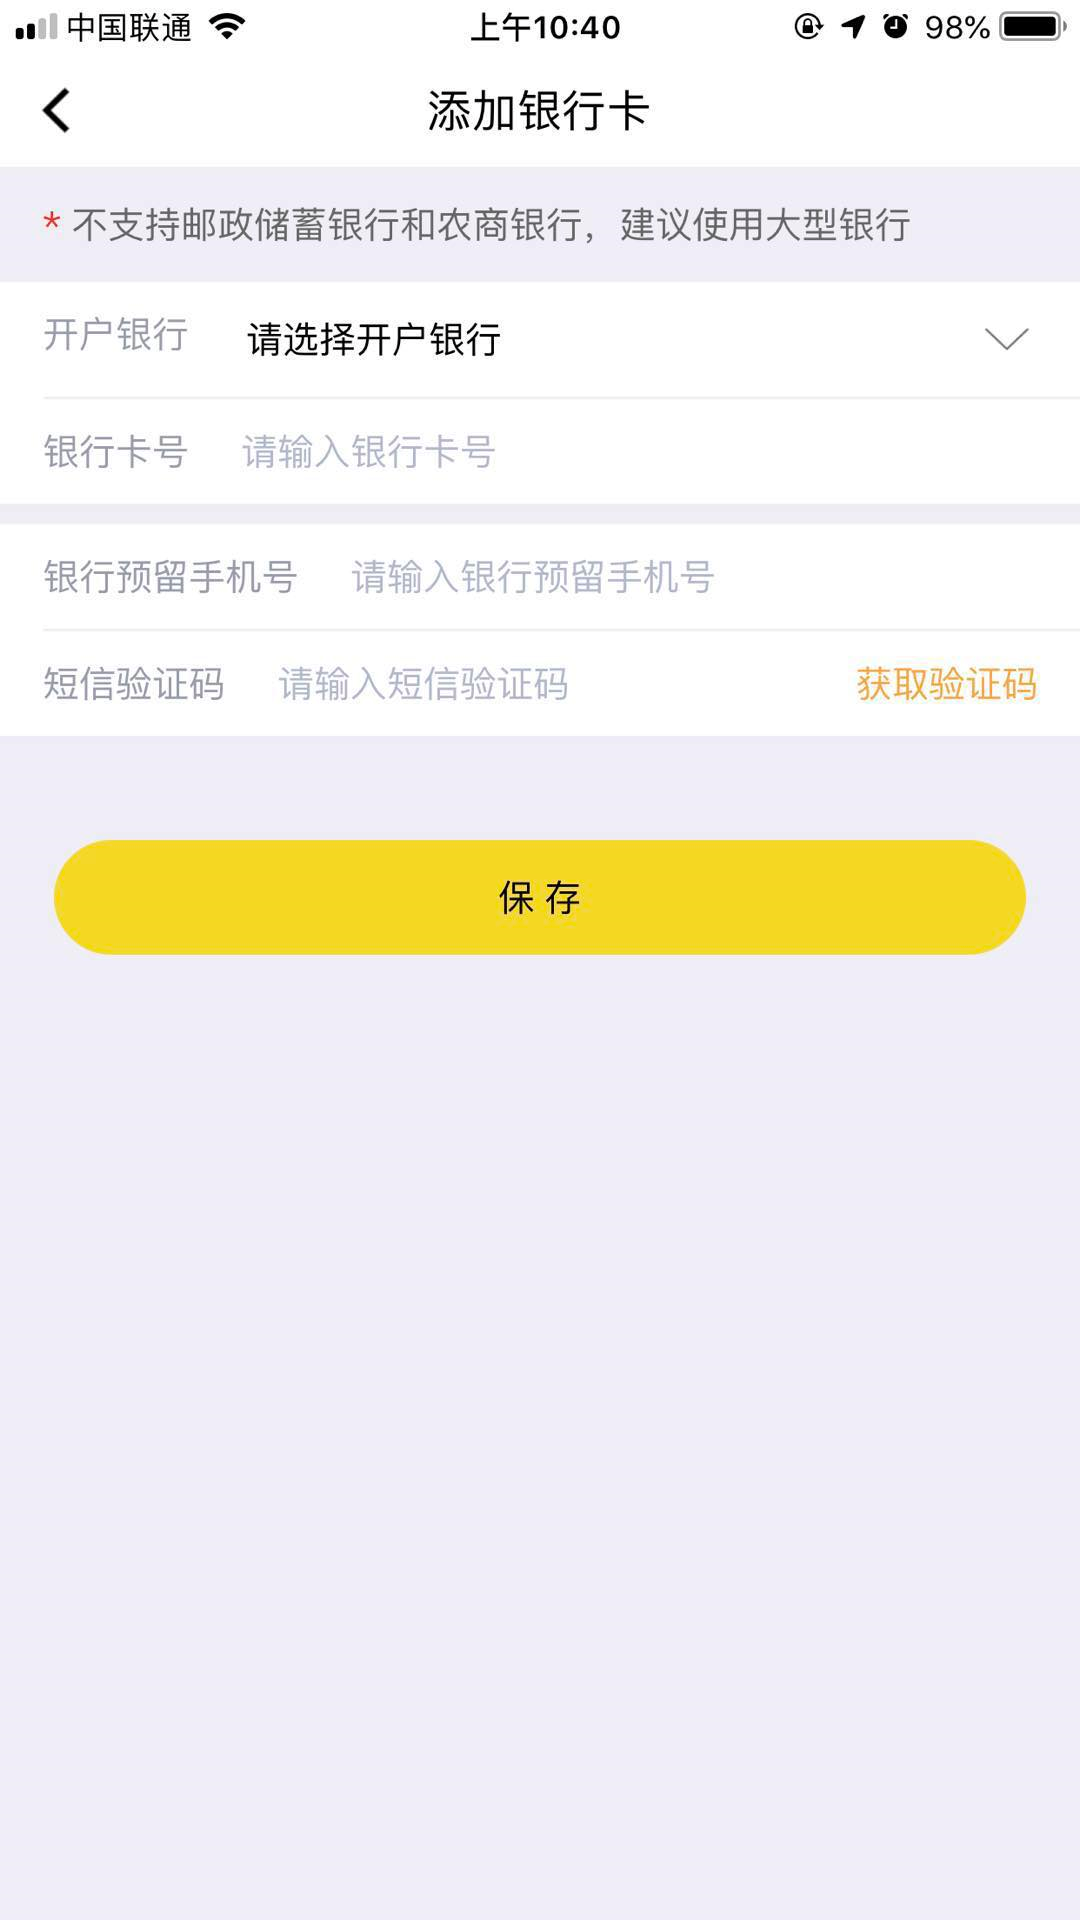 中国联通 上午10:40 98%
添加银行卡
* 不支持邮政储蓄银行和农商银行，建议使用大型银行
开户银行 请选择开户银行
银行卡号 请输入银行卡号
银行预留手机号 请输入银行预留手机号
短信验证码 请输入短信验证码 获取验证码
保 存